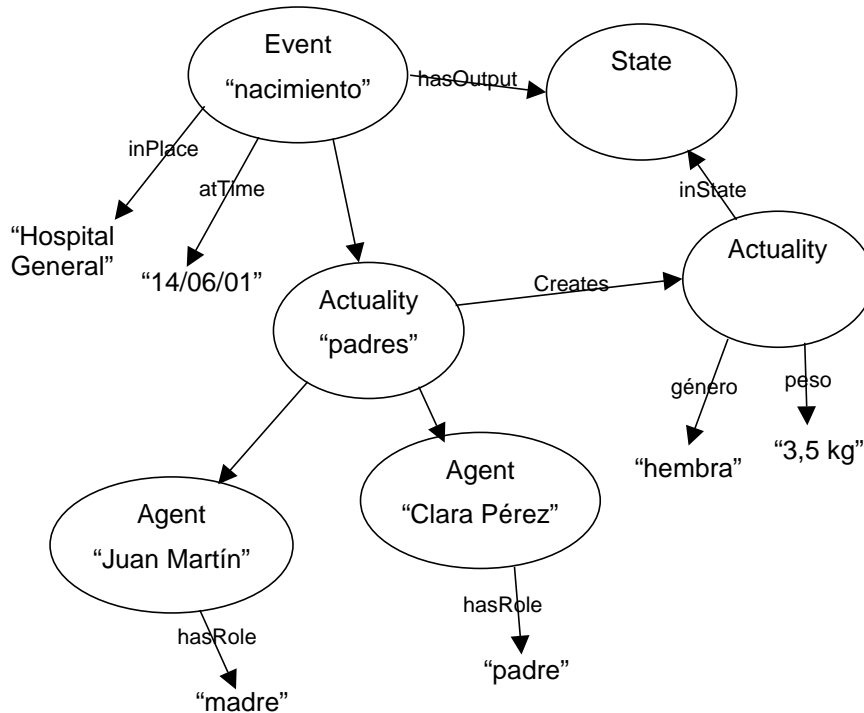 Event
“nacimiento”
State
hasOutput
inPlace
atTime
inState
“Hospital
General”
“14/06/01”
Actuality
Actuality
“padres”
Creates
género
peso
“hembra”
“3,5 kg”
Agent
“Clara Pérez”
Agent
“Juan Martín”
hasRole
hasRole
“padre”
“madre”